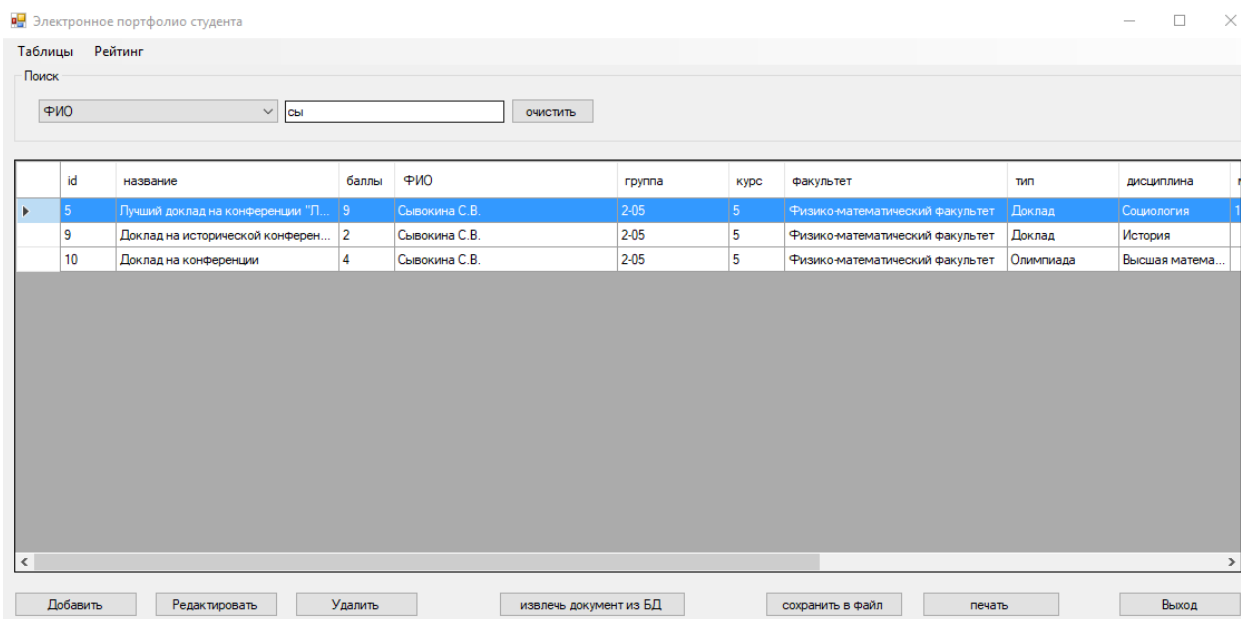 Электронное портфолио студента
Таблицы Рейтинг
Поиск
ФИО сы очистить
id название баллы ФИО группа курс факультет тип дисциплина
5 Лучший доклад на конференции "П... 9 Сывокина С.В. 2-05 5 Физико-математический факультет Доклад Социология 1
9 Доклад на исторической конферен... 2 Сывокина С.В. 2-05 5 Физико-математический факультет Доклад История
10 Доклад на конференции 4 Сывокина С.В. 2-05 5 Физико-математический факультет Олимпиада Высшая матема...
Добавить Редактировать Удалить извлечь документ из БД сохранить в файл печать Выход